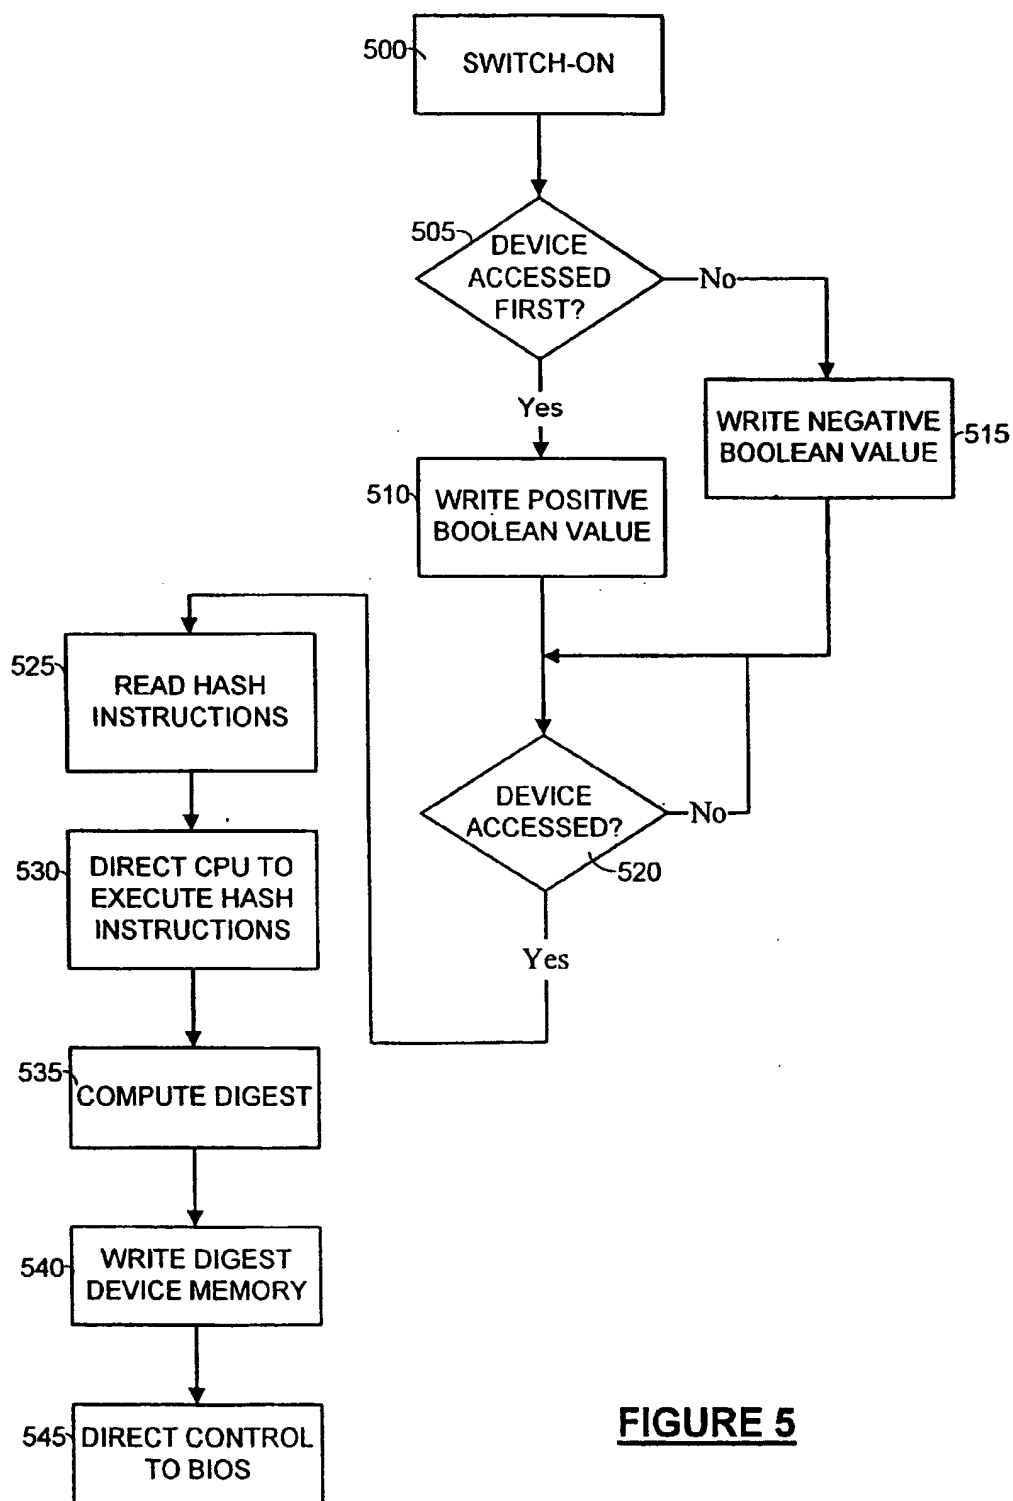 500
SWITCH-ON
505
DEVICE
ACCESSED
FIRST?
No
Yes
WRITE NEGATIVE
BOOLEAN VALUE
515
510
WRITE POSITIVE
BOOLEAN VALUE
525
READ HASH
INSTRUCTIONS
DEVICE
ACCESSED?
No
520
Yes
530
DIRECT CPU TO
EXECUTE HASH
INSTRUCTIONS
535
COMPUTE DIGEST
540
WRITE DIGEST
DEVICE MEMORY
545
DIRECT CONTROL
TO BIOS
FIGURE 5